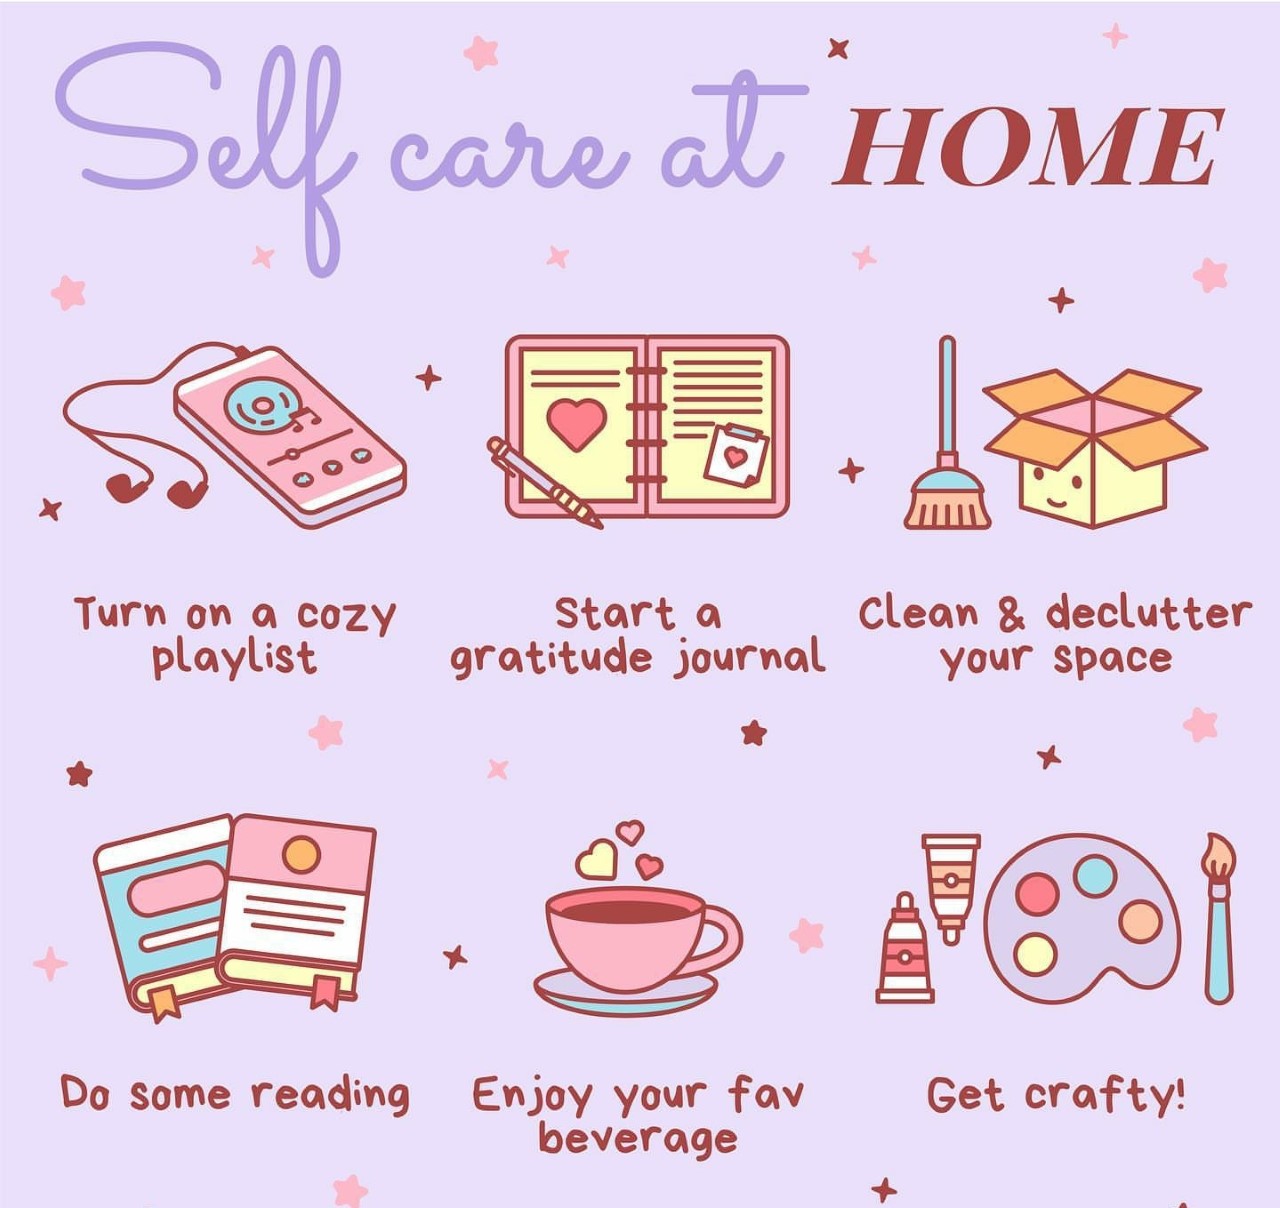 Self care at HOME
Turn on a cozy
playlist
Start a
gratitude journal
Clean & declutter
your space
Do some reading
Enjoy your fav
beverage
Get crafty!